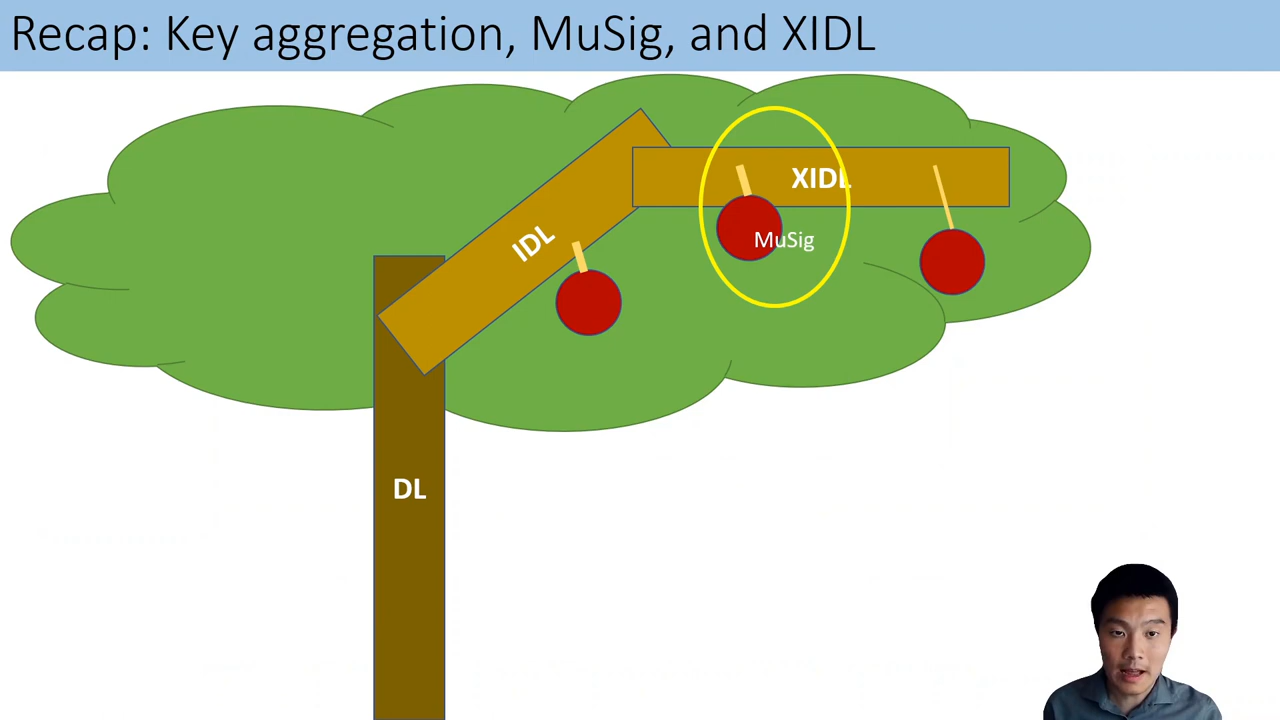 Recap: Key aggregation, MuSig, and XIDL
XIDL
IDL
MuSig
DL